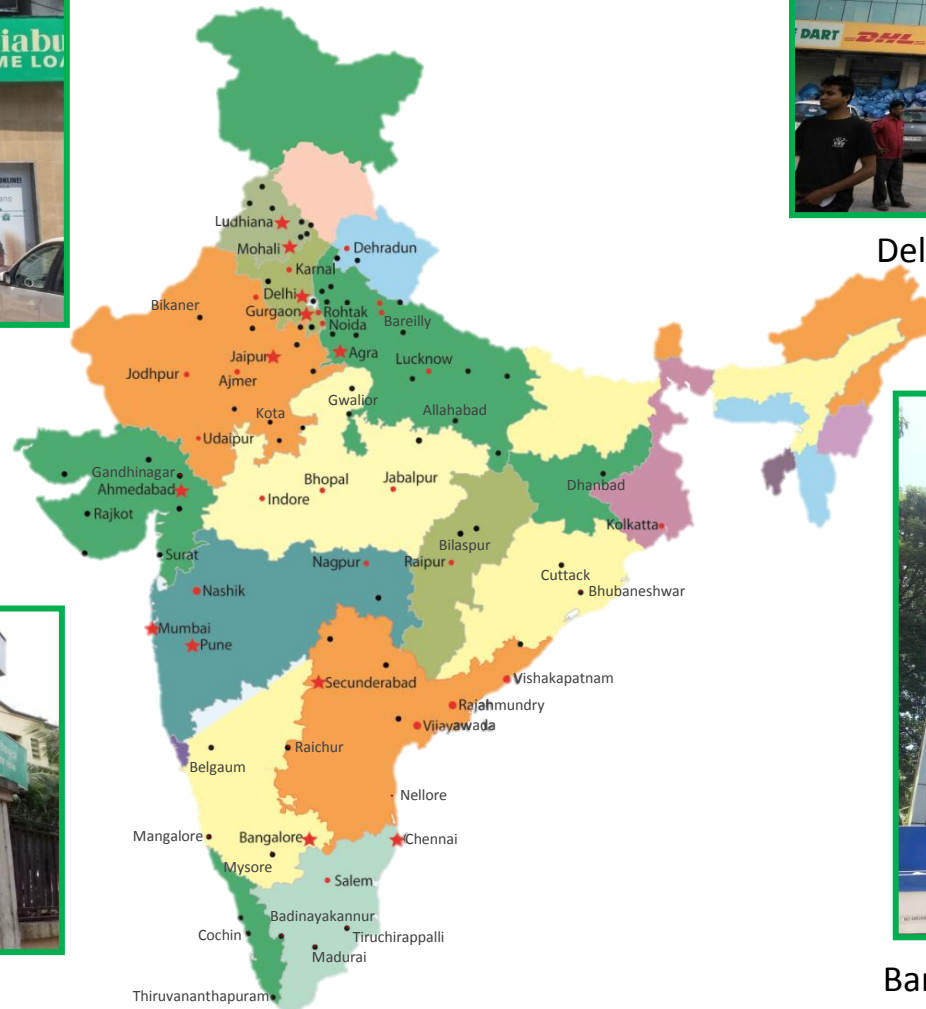 iabu
ME LOA
DART DHL
Del
Ludhiana
Mohali
Dehradun
Karnal
Delhi
Bikaner
Gurgaon
Rohtak
Noida
Bareilly
Jaipur
Agra
Lucknow
Jodhpur
Ajmer
Gwalior
Kota
Allahabad
Udaipur
Gandhinagar
Bhopal
Jabalpur
Dhanbad
Ahmedabad
Indore
Rajkot
Kolkatta
Bilaspur
Surat
Nagpur
Raipur
Cuttack
Nashik
Bhubaneshwar
Mumbai
Pune
Vishakapatnam
Secunderabad
Rajahmundry
Vijayawada
Raichur
Belgaum
Nellore
Mangalore
Bangalore
Chennai
Mysore
Salem
Badinayakannur
Cochin
Tiruchirappalli
Madurai
Ban
Thiruvananthapuram